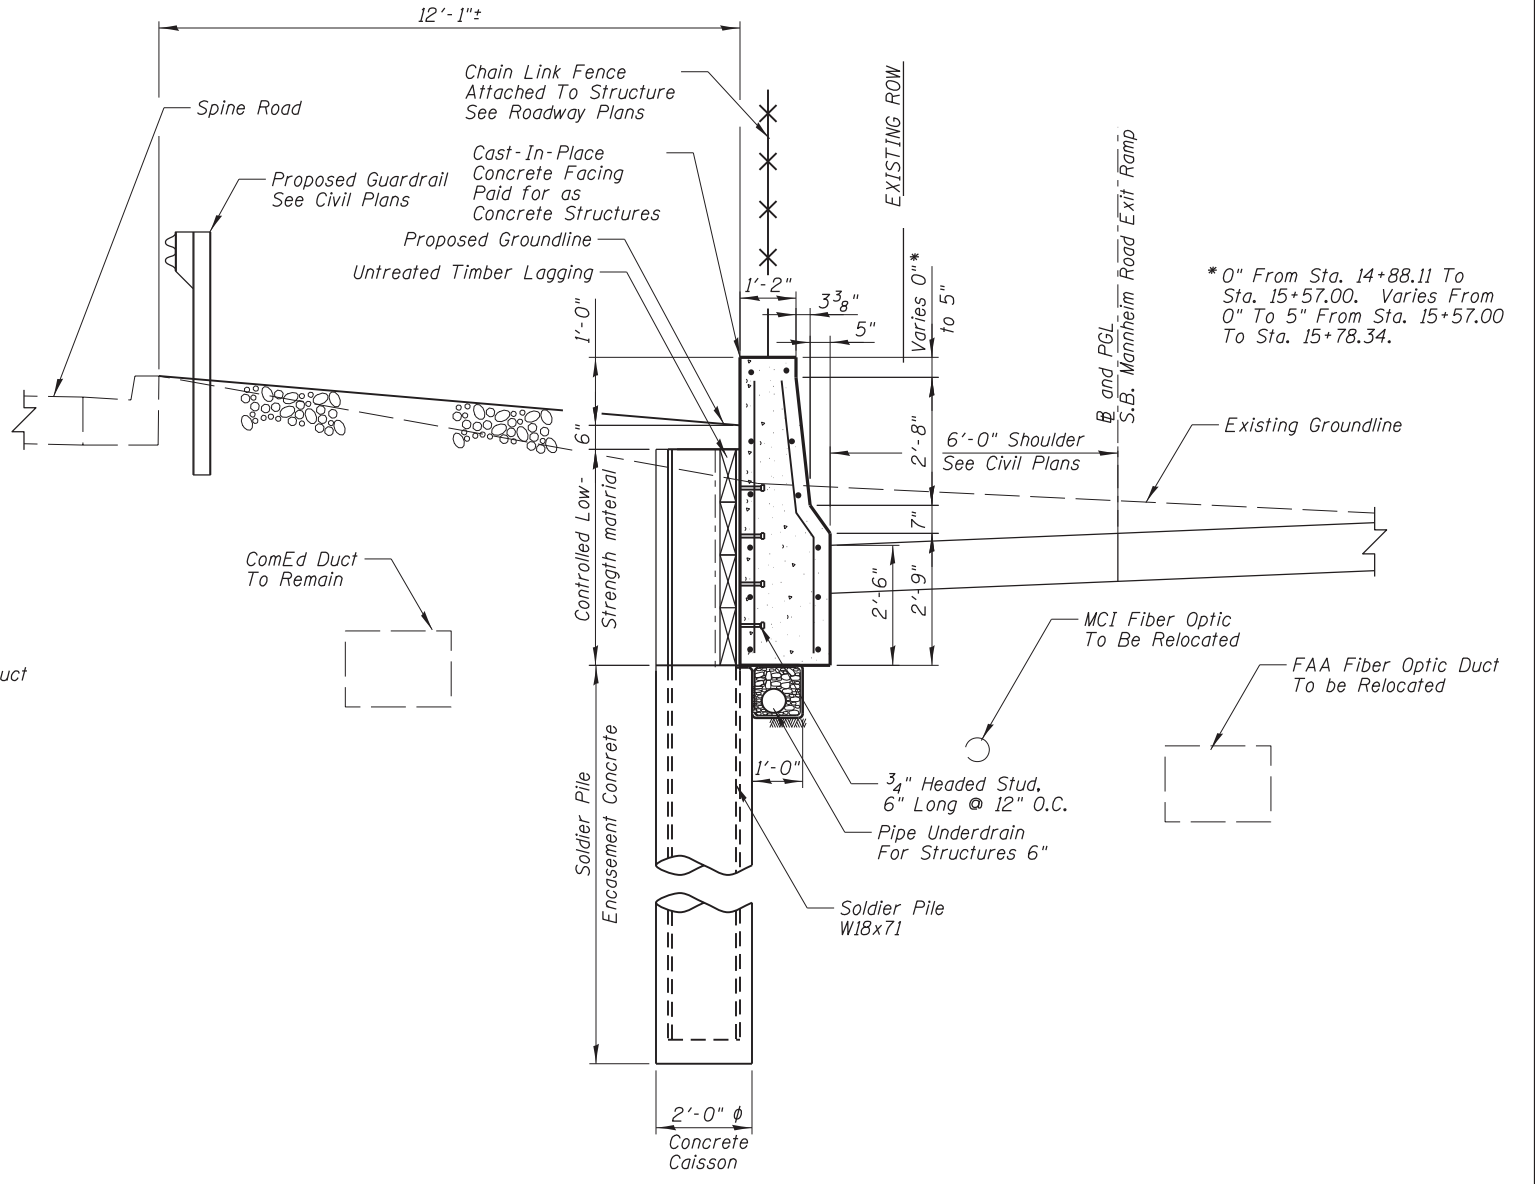 12'-1"±
Chain Link Fence
Attached To Structure
See Roadway Plans
Spine Road
EXISTING ROW
Cast-In-Place
Concrete Facing
Paid for as
Concrete Structures
Proposed Guardrail
See Civil Plans
Proposed Groundline
Untreated Timber Lagging
1'-0"
1'-2"
3 3/8"
5"
Varies 0"*
to 5"
℄ and PGL
S.B. Mannheim Road Exit Ramp
* 0" From Sta. 14+88.11 To
Sta. 15+57.00. Varies From
0" To 5" From Sta. 15+57.00
To Sta. 15+78.34.
6"
2'-8"
6'-0" Shoulder
See Civil Plans
Existing Groundline
Controlled Low-
Strength material
7"
2'-6"
2'-9"
ComEd Duct
To Remain
MCI Fiber Optic
To Be Relocated
FAA Fiber Optic Duct
To be Relocated
uct
Soldier Pile
Encasement Concrete
1'-0"
3/4" Headed Stud,
6" Long @ 12" O.C.
Pipe Underdrain
For Structures 6"
Soldier Pile
W18x71
2'-0" ϕ
Concrete
Caisson